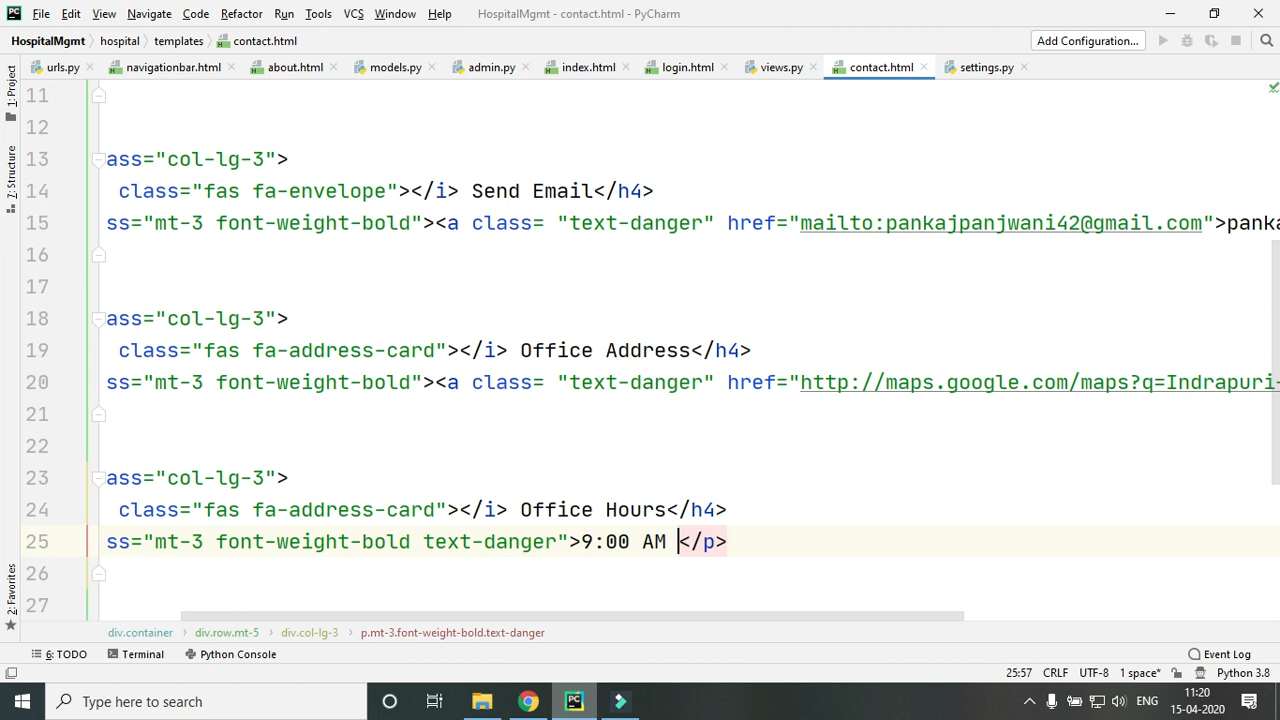 PC File Edit View Navigate Code Refactor Run Tools VCS Window Help HospitalMgmt - contact.html - PyCharm
HospitalMgmt hospital templates contact.html Add Configuration...
urls.py navigationbar.html about.html models.py admin.py index.html login.html views.py contact.html settings.py
1: Project
Z: Structure
2: Favorites
11
12
13 ass="col-lg-3">
14 class="fas fa-envelope"></i> Send Email</h4>
15 ss="mt-3 font-weight-bold"><a class= "text-danger" href="mailto:pankajpanjwani42@gmail.com">panka
16
17
18 ass="col-lg-3">
19 class="fas fa-address-card"></i> Office Address</h4>
20 ss="mt-3 font-weight-bold"><a class= "text-danger" href="http://maps.google.com/maps?q=Indrapuri-
21
22
23 ass="col-lg-3">
24 class="fas fa-address-card"></i> Office Hours</h4>
25 ss="mt-3 font-weight-bold text-danger">9:00 AM </p>
26
27
div.container div.row.mt-5 div.col-lg-3 p.mt-3.font-weight-bold.text-danger
6: TODO Terminal Python Console Event Log
25:57 CRLF UTF-8 1 space* Python 3.8
Type here to search PC ENG 11:20
15-04-2020